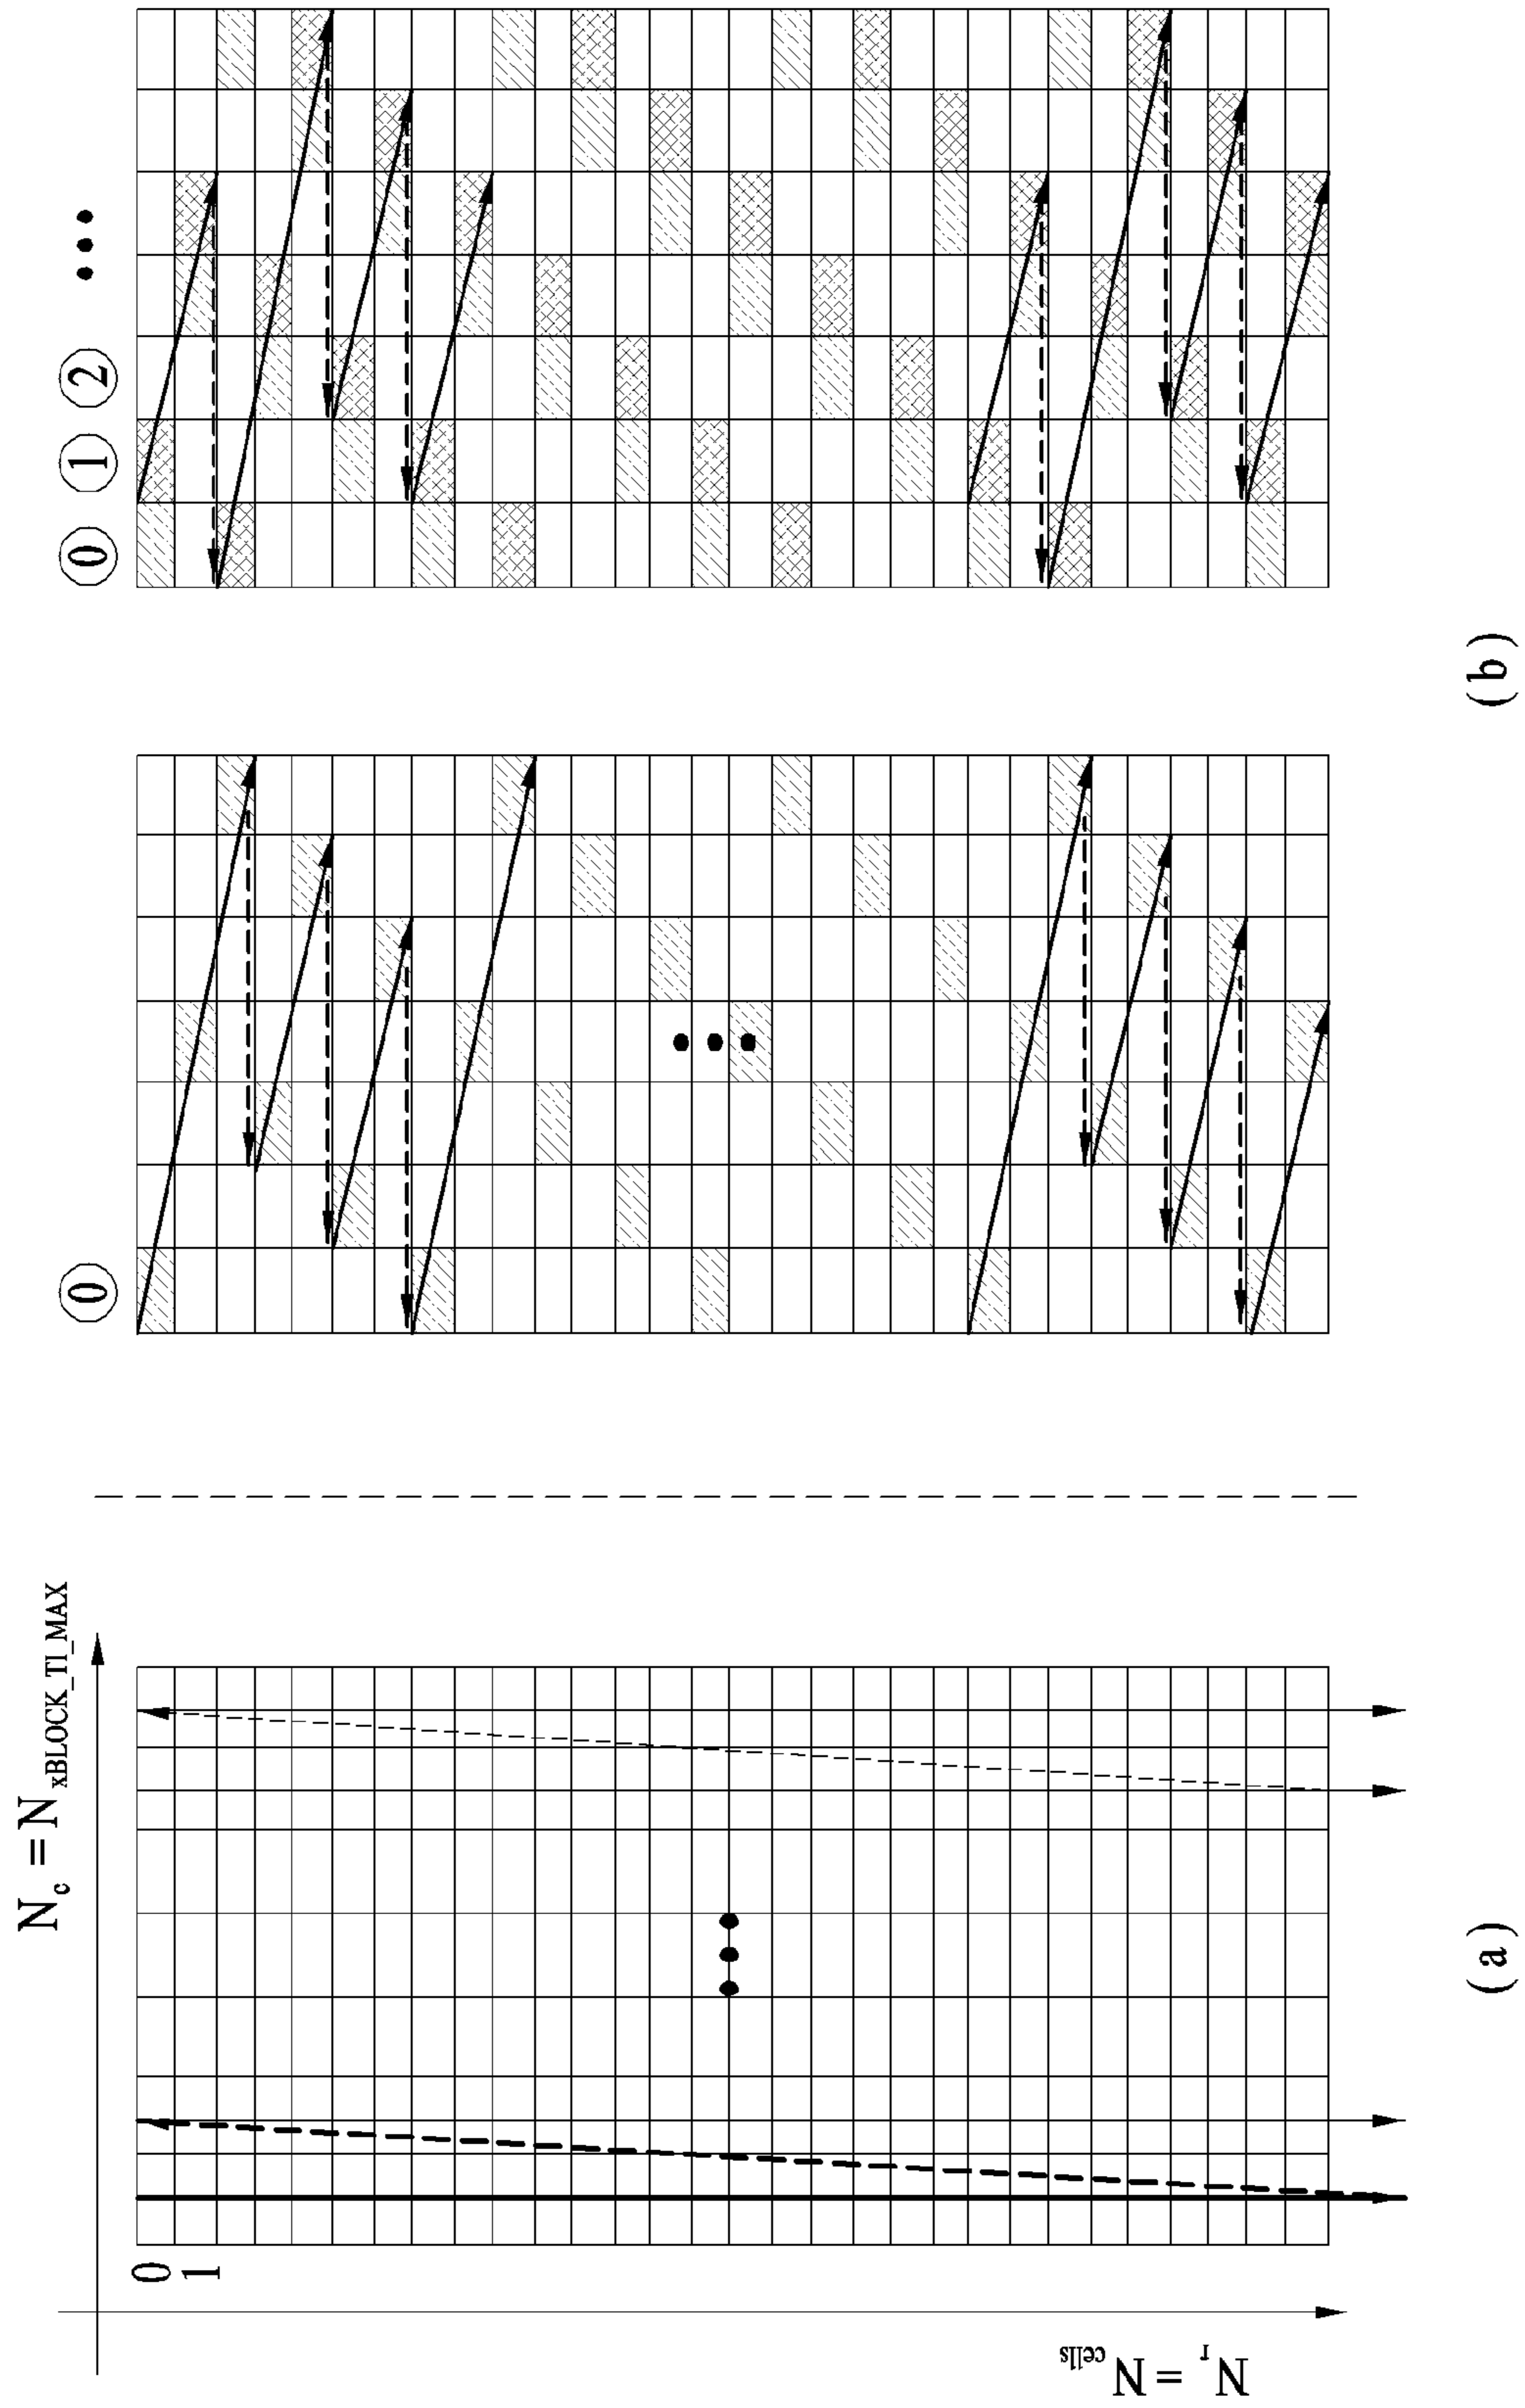 N_c = N_xBLOCK_TI_MAX
0
1
N_r = N_cells
(a)
0
0 1 2 •••
(b)